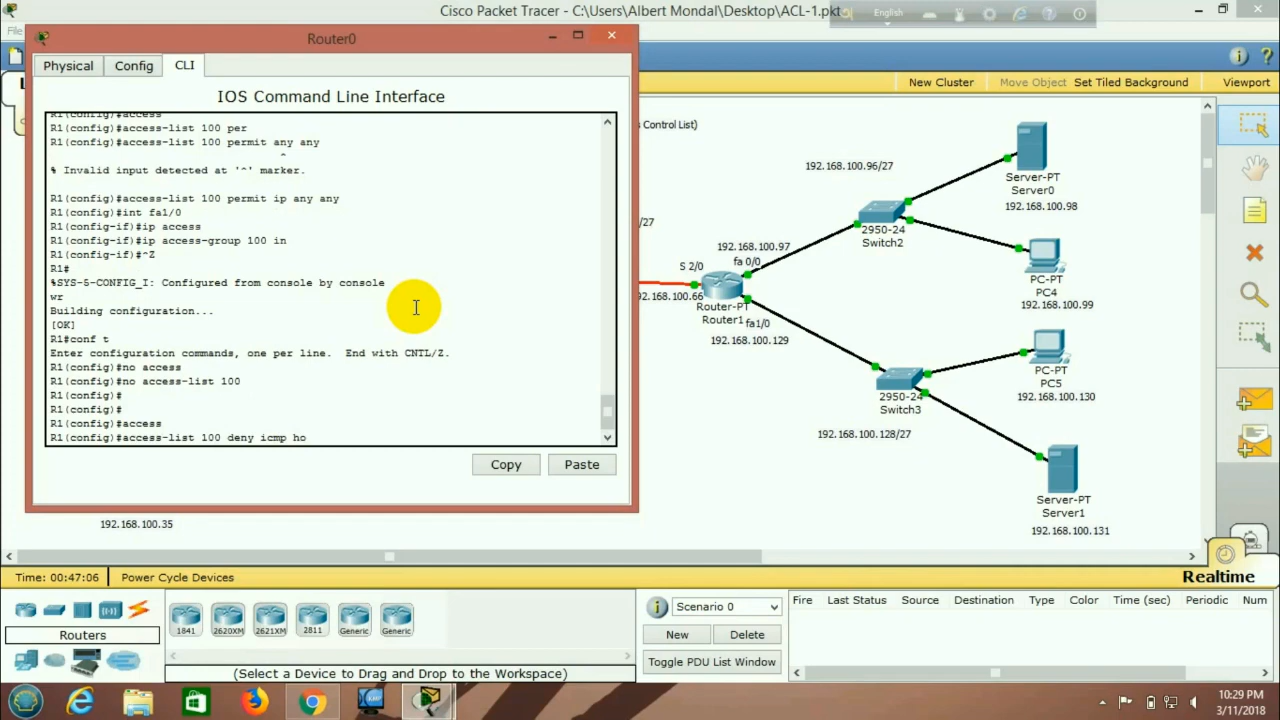 Cisco Packet Tracer - C:\Users\Albert Mondal\Desktop\ACL-1.pkt
English
File
Router0
Physical
Config
CLI
IOS Command Line Interface
R1(config)#access
R1(config)#access-list 100 per
R1(config)#access-list 100 permit any any
^
% Invalid input detected at '^' marker.
R1(config)#access-list 100 permit ip any any
R1(config)#int fa1/0
R1(config-if)#ip access
R1(config-if)#ip access-group 100 in
R1(config-if)#^Z
R1#
%SYS-5-CONFIG_I: Configured from console by console
wr
Building configuration...
[OK]
R1#conf t
Enter configuration commands, one per line.  End with CNTL/Z.
R1(config)#no access
R1(config)#no access-list 100
R1(config)#
R1(config)#
R1(config)#access
R1(config)#access-list 100 deny icmp ho
Copy
Paste
New Cluster
Move Object
Set Tiled Background
Viewport
s Control List)
192.168.100.96/27
Server-PT
Server0
192.168.100.98
/27
2950-24
Switch2
192.168.100.97
fa 0/0
S 2/0
PC-PT
PC4
192.168.100.99
92.168.100.66
Router-PT
Router1
fa1/0
192.168.100.129
PC-PT
PC5
192.168.100.130
2950-24
Switch3
192.168.100.128/27
Server-PT
Server1
192.168.100.131
192.168.100.35
Time: 00:47:06
Power Cycle Devices
Realtime
Routers
1841
2620XM
2621XM
2811
Generic
Generic
(Select a Device to Drag and Drop to the Workspace)
Scenario 0
New
Delete
Toggle PDU List Window
Fire
Last Status
Source
Destination
Type
Color
Time (sec)
Periodic
Num
10:29 PM
3/11/2018